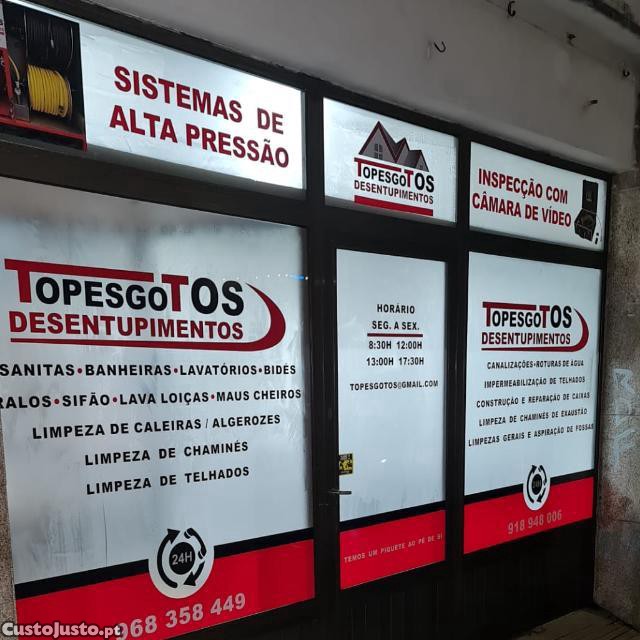 SISTEMAS DE
ALTA PRESSÃO
TOPESGOTOS
DESENTUPIMENTOS
INSPECÇÃO COM
CÂMARA DE VÍDEO
TOPESGOTOS
DESENTUPIMENTOS
SANITAS • BANHEIRAS • LAVATÓRIOS • BIDÉS
RALOS • SIFÃO • LAVA LOIÇAS • MAUS CHEIROS
LIMPEZA DE CALEIRAS / ALGEROZES
LIMPEZA DE CHAMINÉS
LIMPEZA DE TELHADOS
24H
968 358 449
HORÁRIO
SEG. A SEX.
8:30H 12:00H
13:00H 17:30H
TOPESGOTOS@GMAIL.COM
TEMOS UM PIQUETE AO PÉ DE SI
TOPESGOTOS
DESENTUPIMENTOS
CANALIZAÇÕES-ROTURAS DE ÁGUA
IMPERMEABILIZAÇÃO DE TELHADOS
CONSTRUÇÃO E REPARAÇÃO DE CAIXAS
LIMPEZA DE CHAMINÉS DE EXAUSTÃO
LIMPEZAS GERAIS E ASPIRAÇÃO DE FOSSAS
24H
918 948 006
CustoJusto.pt